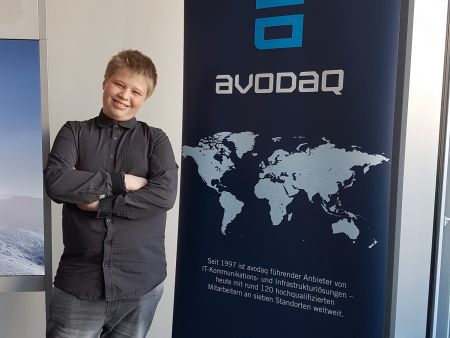 avodaq
Seit 1997 ist avodaq führender Anbieter von
IT-Kommunikations- und Infrastrukturlösungen –
heute mit rund 120 hochqualifizierten
Mitarbeitern an sieben Standorten weltweit.